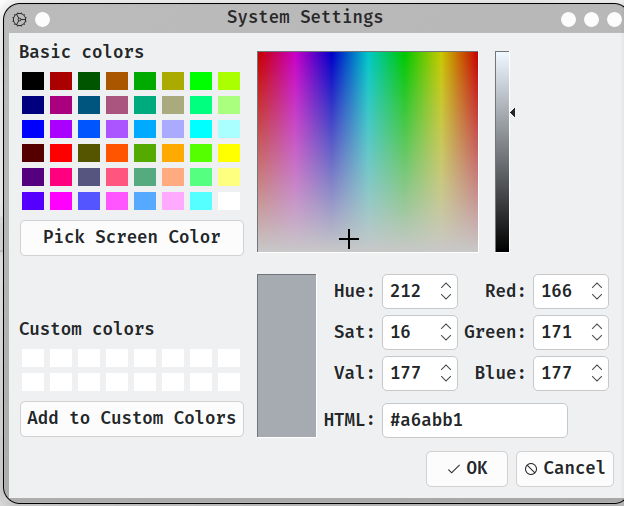 System Settings
Basic colors
Pick Screen Color
Custom colors
Add to Custom Colors
Hue: 212 Red: 166
Sat: 16 Green: 171
Val: 177 Blue: 177
HTML: #a6abb1
OK Cancel